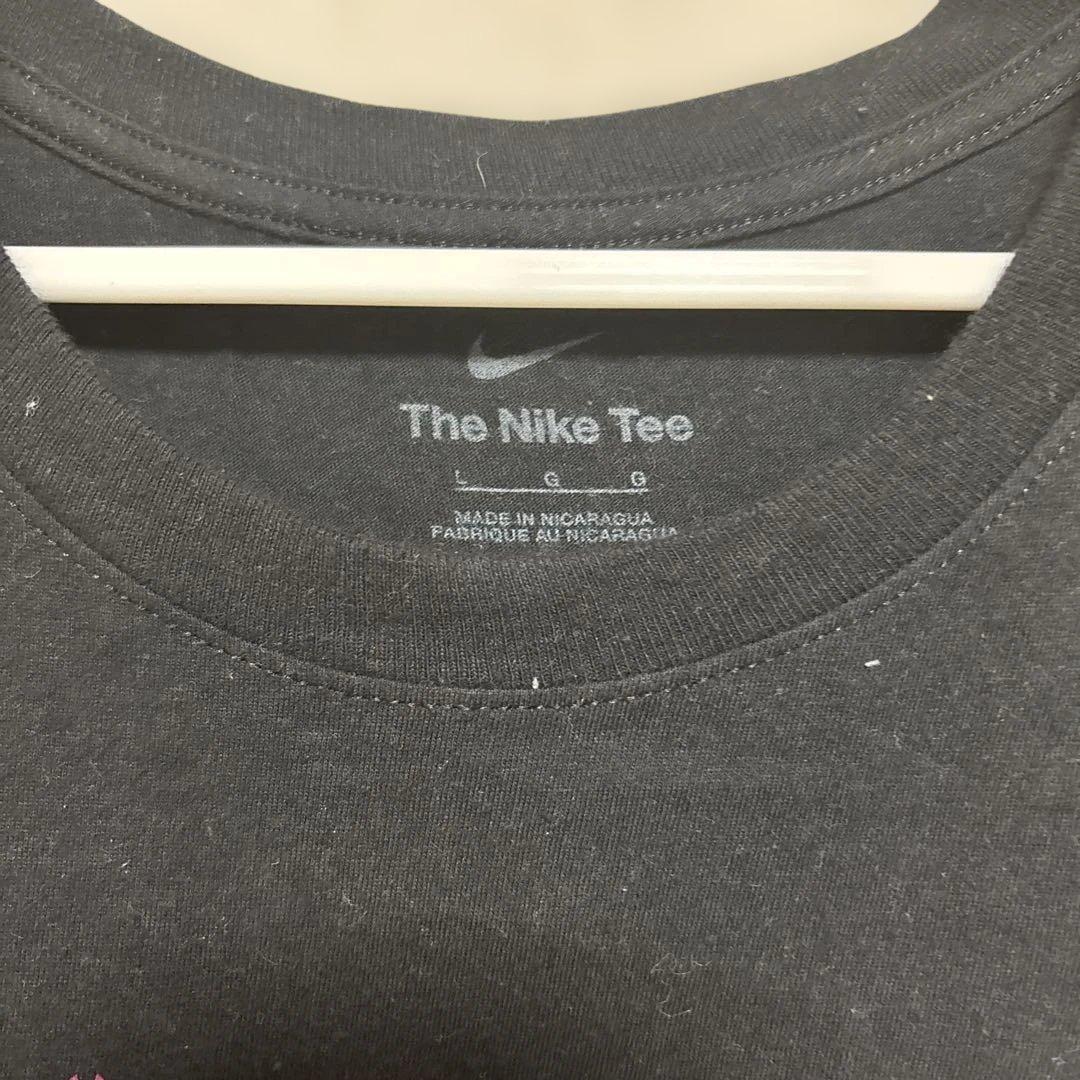 The Nike Tee
L G G
MADE IN NICARAGUA
FABRIQUE AU NICARAGUA